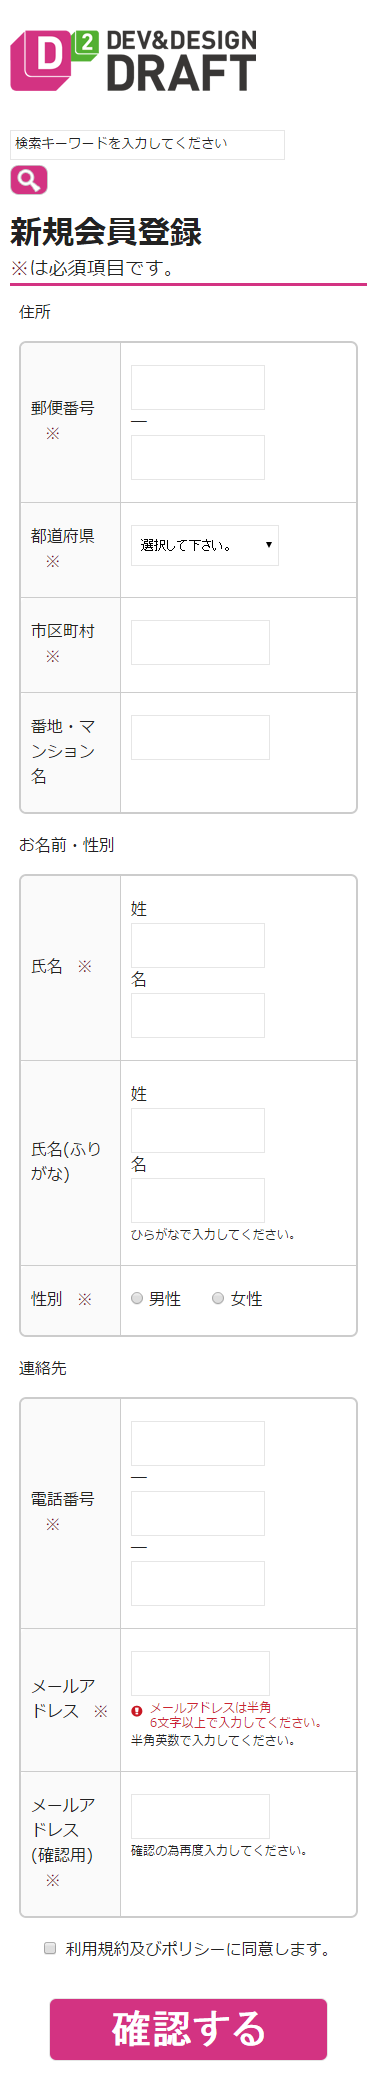 D2 DEV&DESIGN
DRAFT
検索キーワードを入力してください
新規会員登録
※は必須項目です。
住所
郵便番号
※
—
都道府県
※
選択して下さい。
市区町村
※
番地・マ
ンション
名
お名前・性別
氏名 ※
姓
名
氏名(ふり
がな)
姓
名
ひらがなで入力してください。
性別 ※
男性 女性
連絡先
電話番号
※
—
—
メールア
ドレス ※
メールアドレスは半角
6文字以上で入力してください。
半角英数で入力してください。
メールア
ドレス
(確認用)
※
確認の為再度入力してください。
利用規約及びポリシーに同意します。
確認する